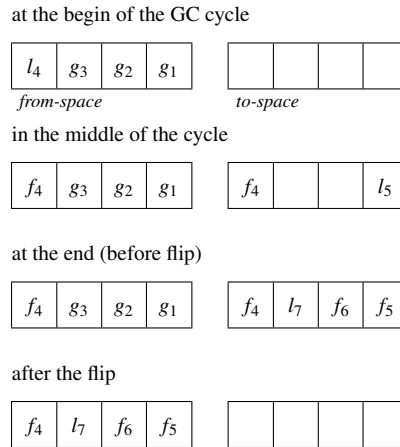 at the begin of the GC cycle
l₄ g₃ g₂ g₁
from-space to-space
in the middle of the cycle
f₄ g₃ g₂ g₁ f₄ l₅
at the end (before flip)
f₄ g₃ g₂ g₁ f₄ l₇ f₆ f₅
after the flip
f₄ l₇ f₆ f₅